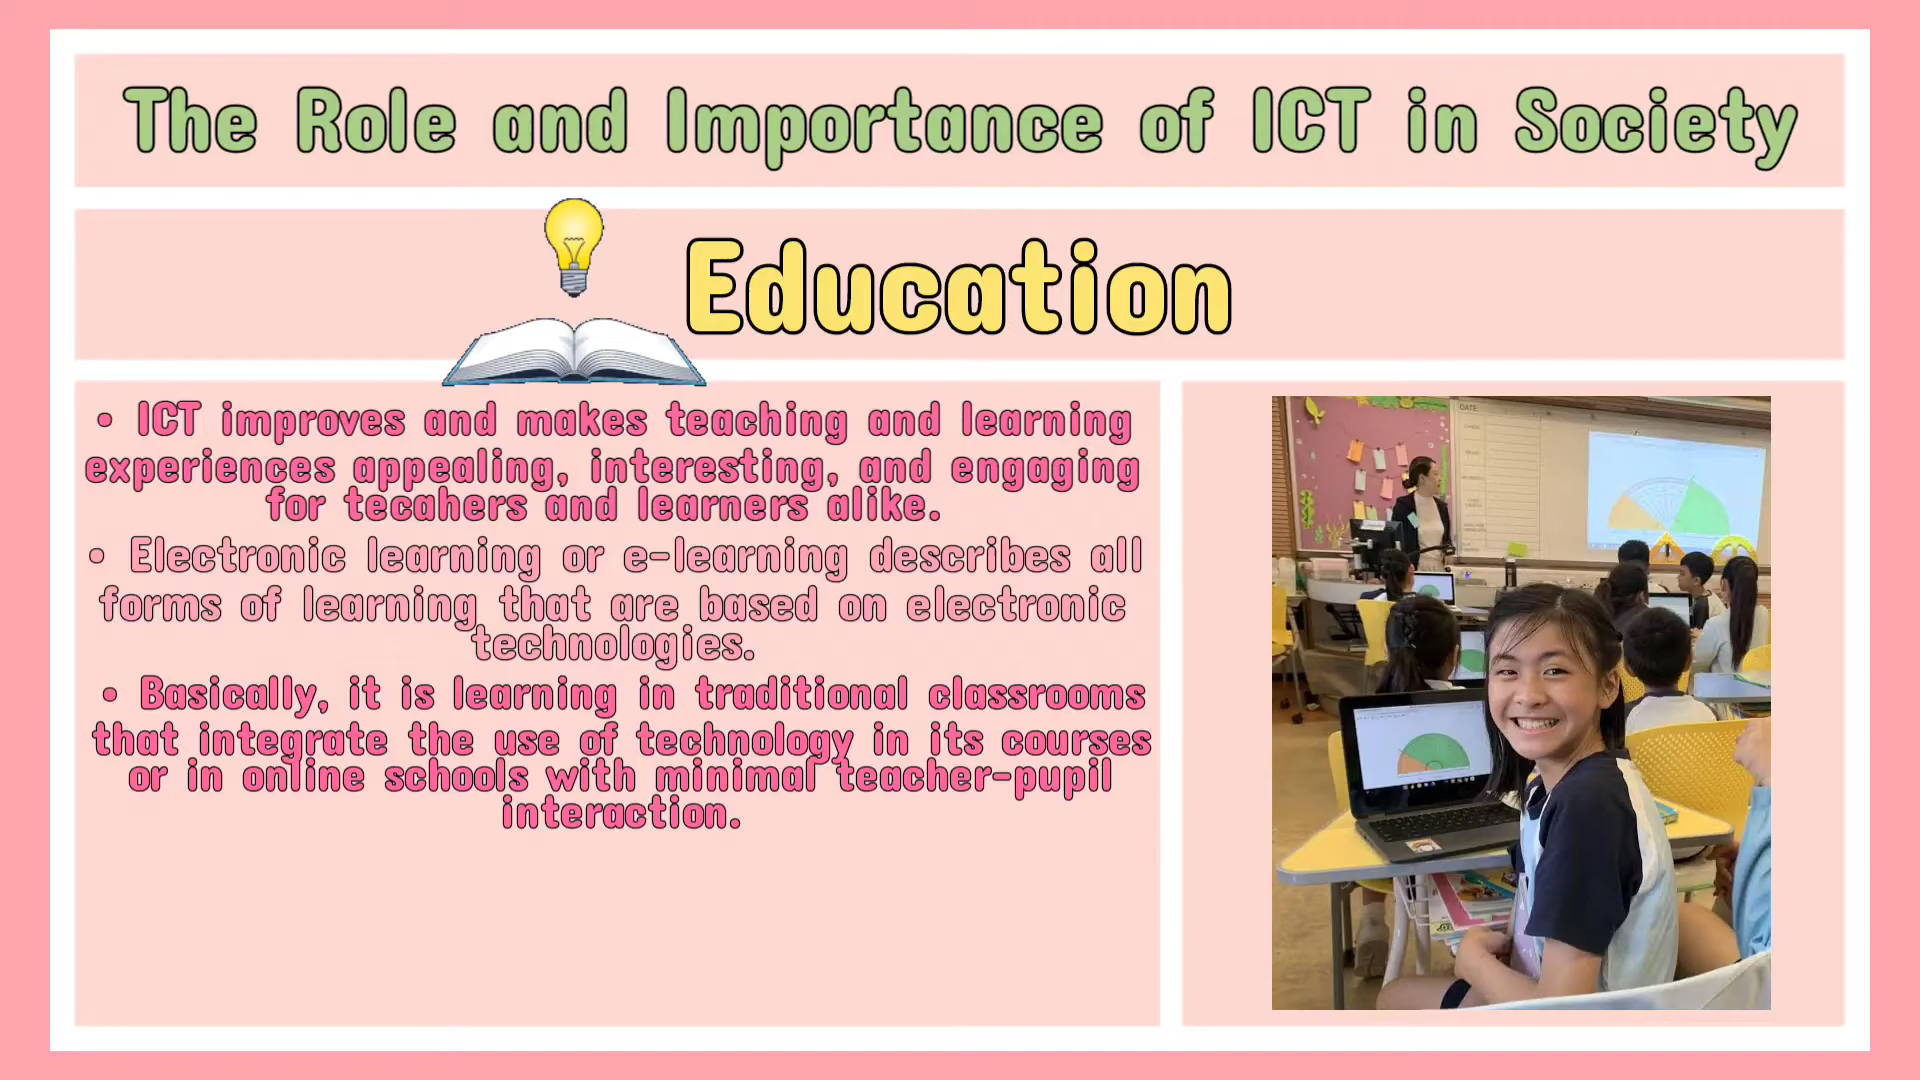 The Role and Importance of ICT in Society
Education
• ICT improves and makes teaching and learning
experiences appealing, interesting, and engaging
for tecahers and learners alike.
• Electronic learning or e-learning describes all
forms of learning that are based on electronic
technologies.
• Basically, it is learning in traditional classrooms
that integrate the use of technology in its courses
or in online schools with minimal teacher-pupil
interaction.
DATE: